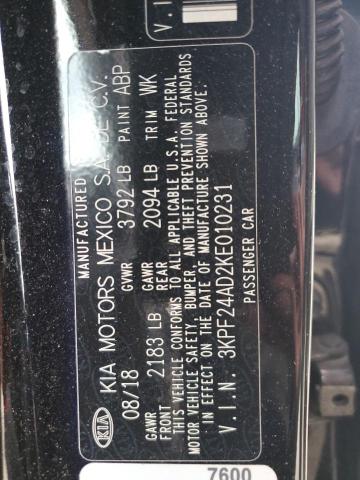 MANUFACTURED
KIA KIA MOTORS MEXICO S.A. DE C.V.
08/18 GVWR 3792 LB PAINT ABP
GAWR FRONT 2183 LB GAWR REAR 2094 LB TRIM WK
THIS VEHICLE CONFORMS TO ALL APPLICABLE U.S.A. FEDERAL
MOTOR VEHICLE SAFETY, BUMPER, AND THEFT PREVENTION STANDARDS
IN EFFECT ON THE DATE OF MANUFACTURE SHOWN ABOVE.
V.I.N. 3KPF24AD2KE010231
PASSENGER CAR
V.I
7600